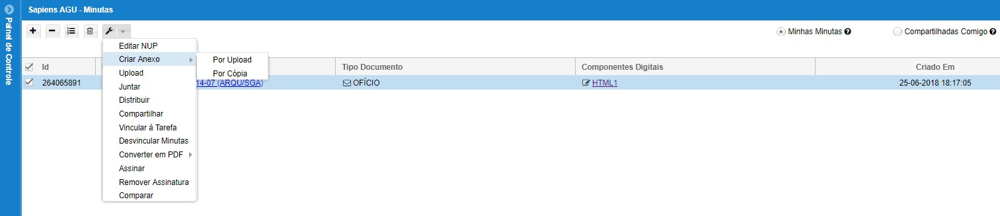 Sapiens AGU - Minutas
Painel de Controle
Minhas Minutas
Compartilhadas Comigo
Editar NUP
Criar Anexo
Por Upload
Por Cópia
Upload
Juntar
Distribuir
Compartilhar
Vincular à Tarefa
Desvincular Minutas
Converter em PDF
Assinar
Remover Assinatura
Comparar
Id
Tipo Documento
Componentes Digitais
Criado Em
264065891
14-07 (ARQU/SGA)
OFÍCIO
HTML1
25-06-2018 18:17:05